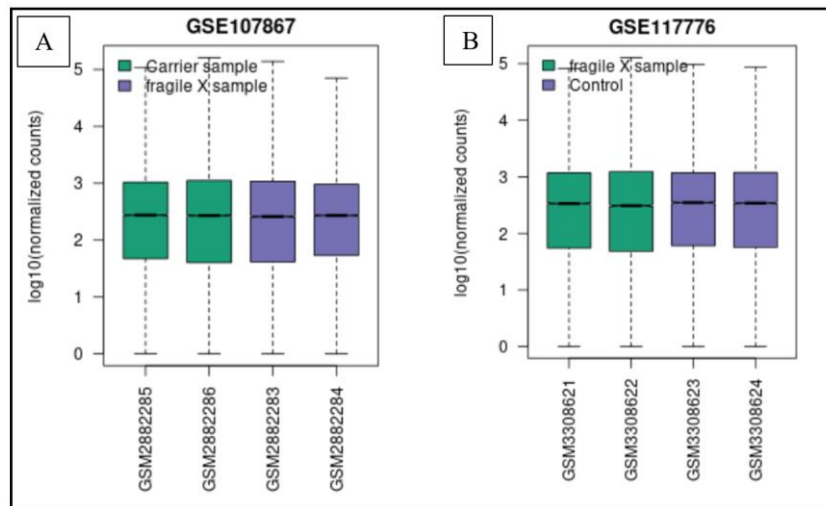 A
GSE107867
Carrier sample
fragile X sample
log10(normalized counts)
5
4
3
2
1
0
GSM2882285
GSM2882286
GSM2882283
GSM2882284
B
GSE117776
fragile X sample
Control
log10(normalized counts)
5
4
3
2
1
0
GSM3308621
GSM3308622
GSM3308623
GSM3308624